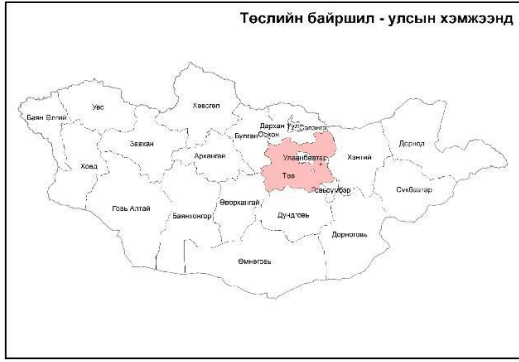 Төслийн байршил - улсын хэмжээнд
Хөвсгөл
Увс
Баян Өлгий
Дархан Уул
Сэлэнгэ
Орхон
Булган
Завхан
Дорнод
Архангай
Улаанбаатар
Хэнтий
Ховд
Төв
Говьсүмбэр
Сүхбаатар
Өвөрхангай
Говь Алтай
Баянхонгор
Дундговь
Дорноговь
Өмнөговь